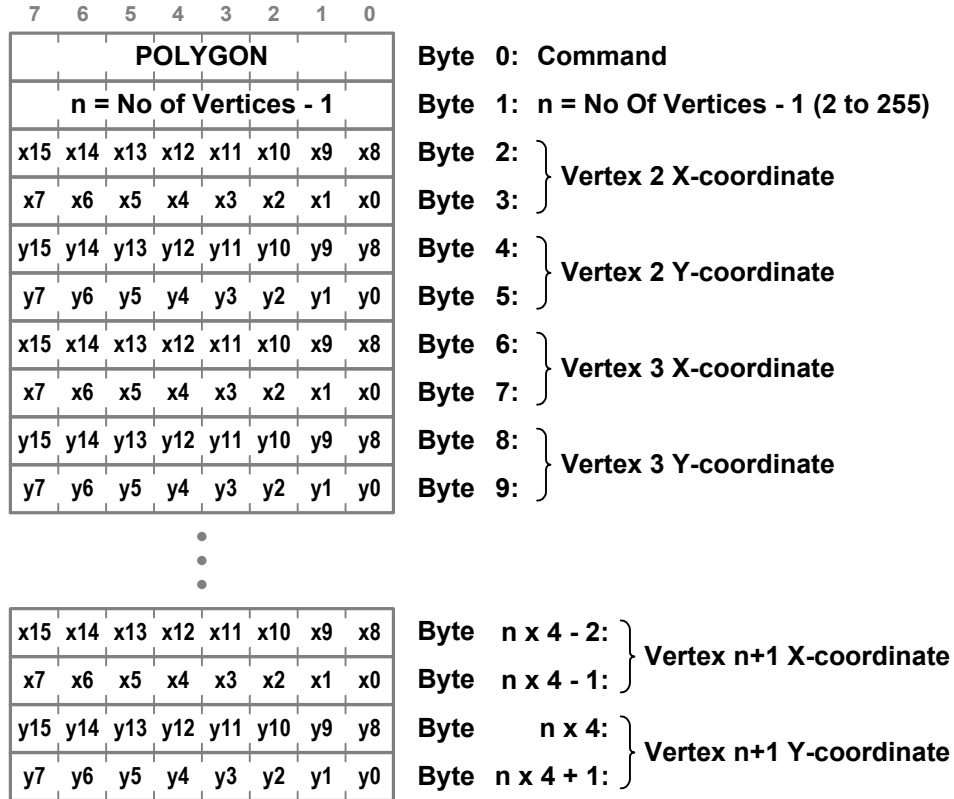 7 6 5 4 3 2 1 0
POLYGON Byte 0: Command
n = No of Vertices - 1 Byte 1: n = No Of Vertices - 1 (2 to 255)
x15 x14 x13 x12 x11 x10 x9 x8 Byte 2:
Vertex 2 X-coordinate
x7 x6 x5 x4 x3 x2 x1 x0 Byte 3:
y15 y14 y13 y12 y11 y10 y9 y8 Byte 4:
Vertex 2 Y-coordinate
y7 y6 y5 y4 y3 y2 y1 y0 Byte 5:
x15 x14 x13 x12 x11 x10 x9 x8 Byte 6:
Vertex 3 X-coordinate
x7 x6 x5 x4 x3 x2 x1 x0 Byte 7:
y15 y14 y13 y12 y11 y10 y9 y8 Byte 8:
Vertex 3 Y-coordinate
y7 y6 y5 y4 y3 y2 y1 y0 Byte 9:
x15 x14 x13 x12 x11 x10 x9 x8 Byte n x 4 - 2:
Vertex n+1 X-coordinate
x7 x6 x5 x4 x3 x2 x1 x0 Byte n x 4 - 1:
y15 y14 y13 y12 y11 y10 y9 y8 Byte n x 4:
Vertex n+1 Y-coordinate
y7 y6 y5 y4 y3 y2 y1 y0 Byte n x 4 + 1: